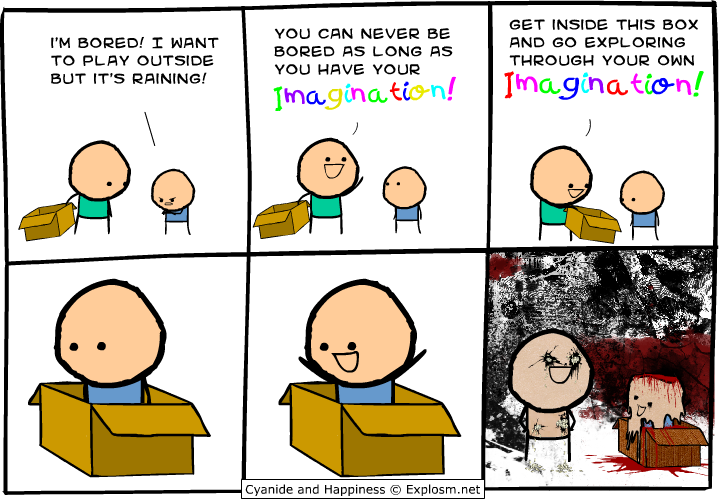 I'M BORED! I WANT
TO PLAY OUTSIDE
BUT IT'S RAINING!
YOU CAN NEVER BE
BORED AS LONG AS
YOU HAVE YOUR
Imagination!
GET INSIDE THIS BOX
AND GO EXPLORING
THROUGH YOUR OWN
Imagination!
Cyanide and Happiness © Explosm.net